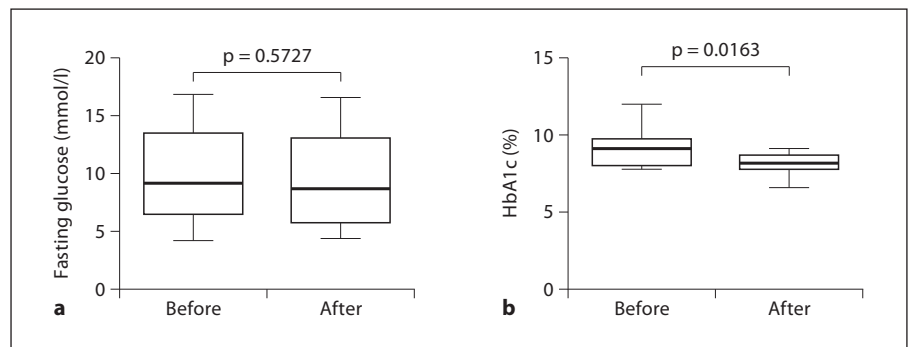 p = 0.5727
20
15
10
5
0
Fasting glucose (mmol/l)
Before
After
a
p = 0.0163
15
10
5
0
HbA1c (%)
Before
After
b